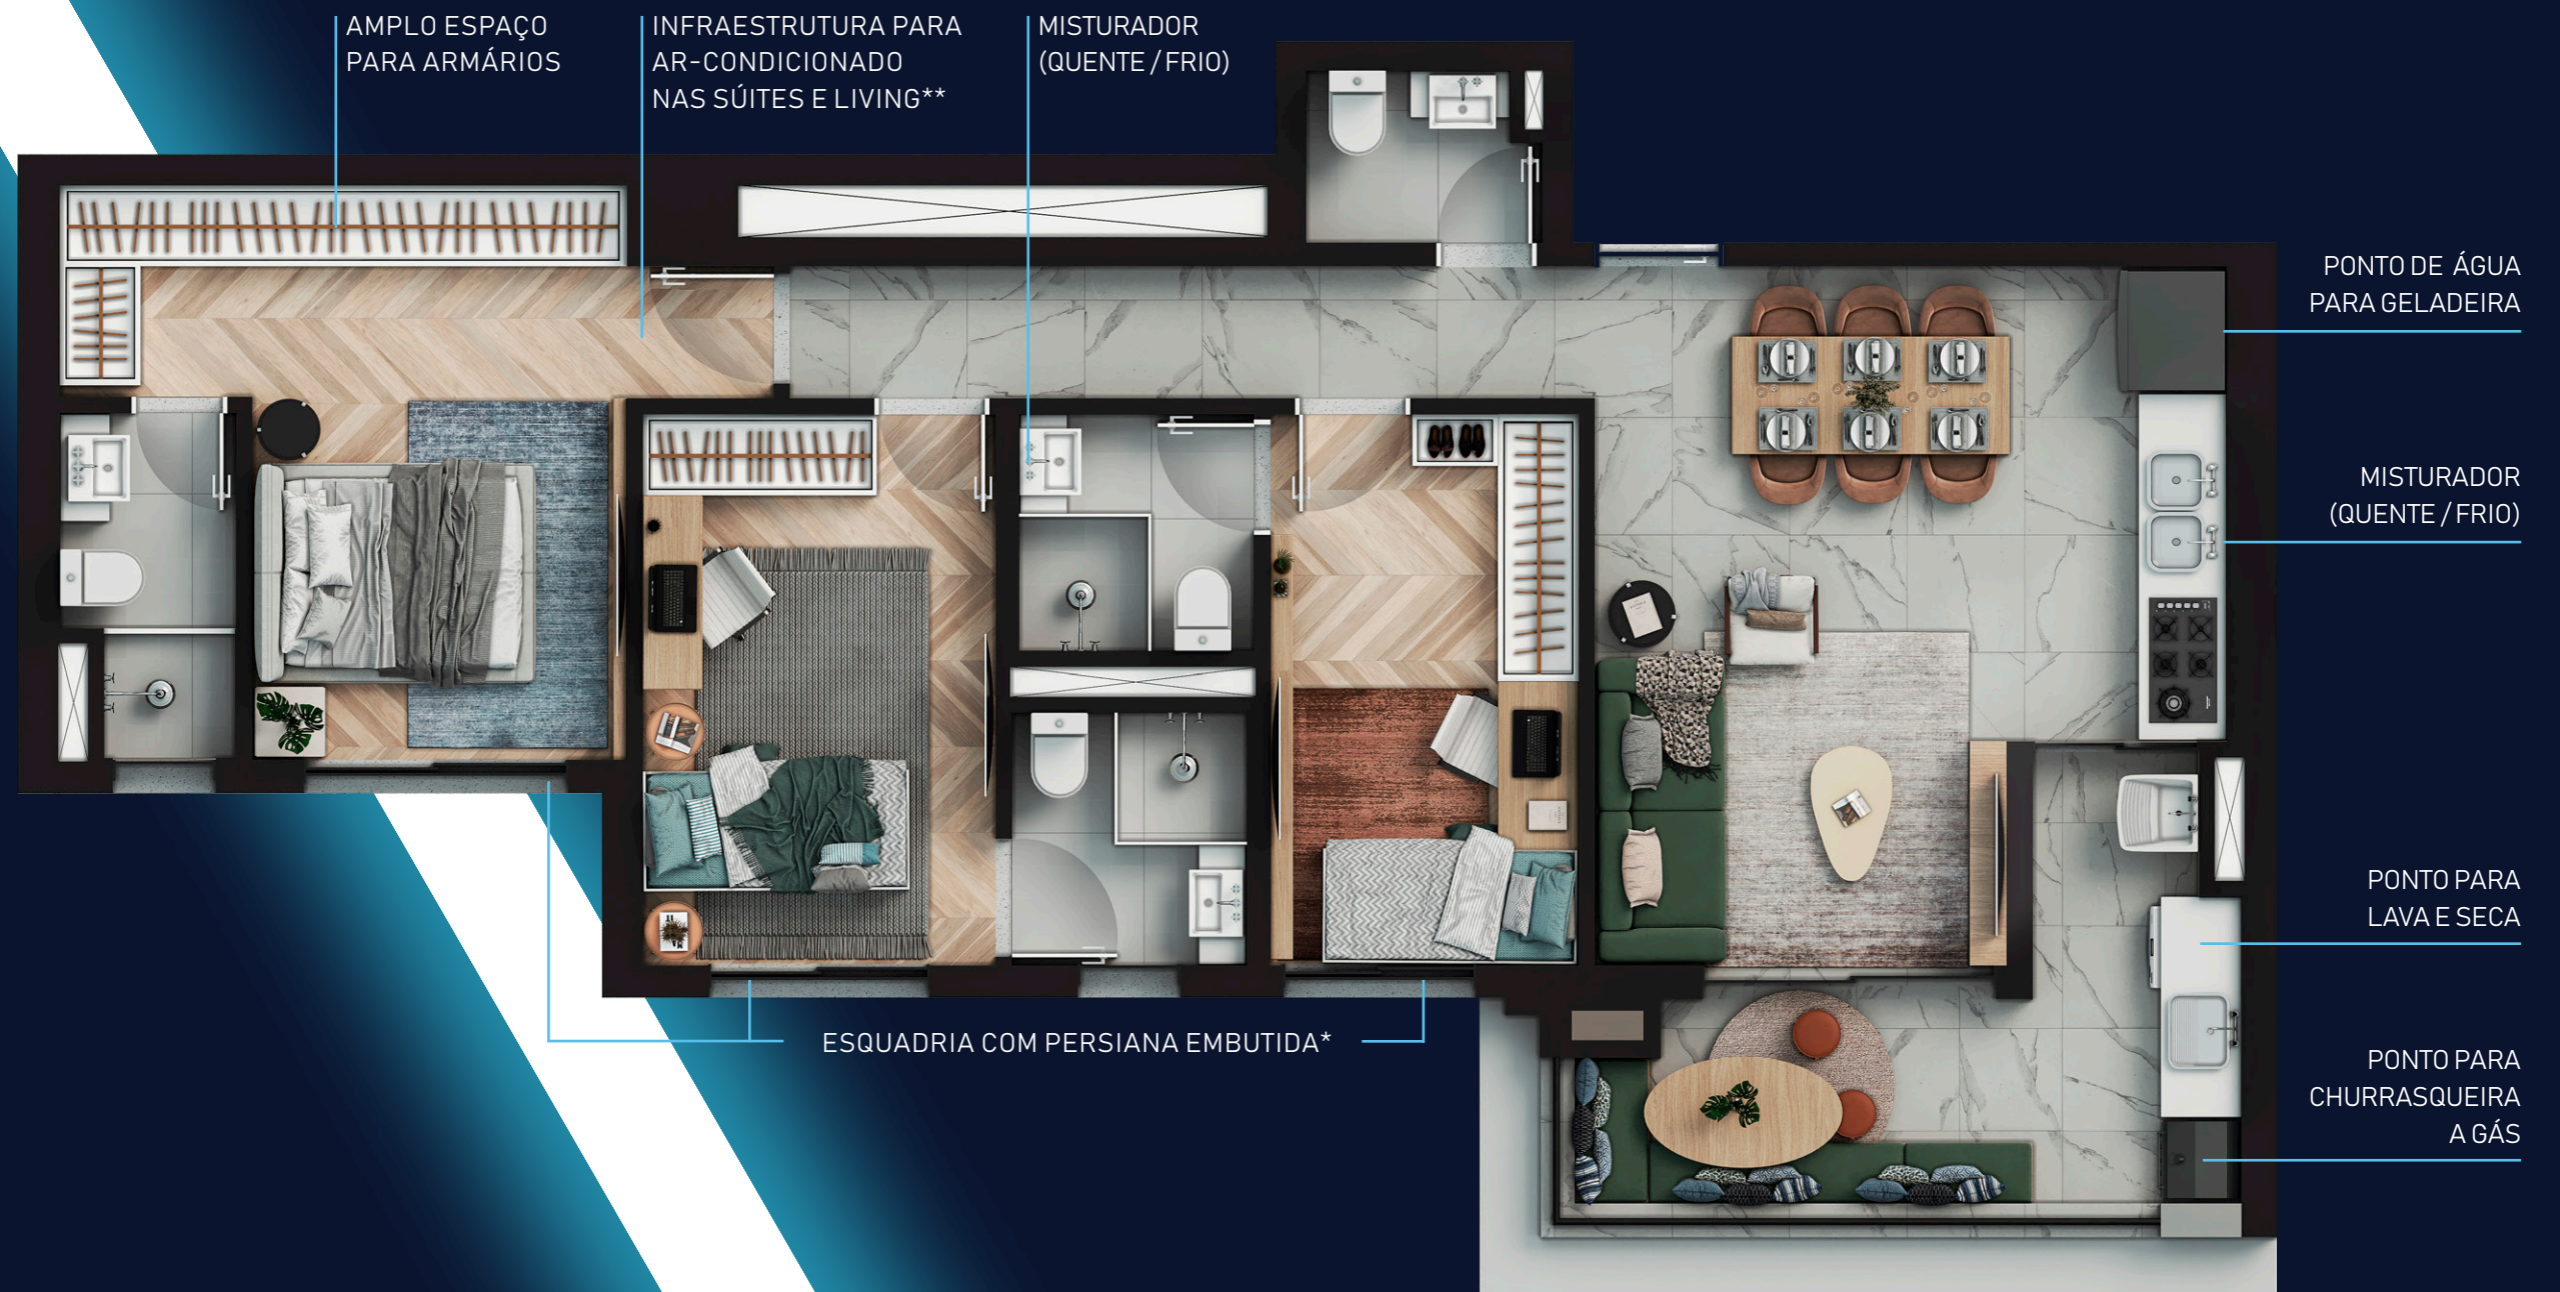 AMPLO ESPAÇO
PARA ARMÁRIOS
INFRAESTRUTURA PARA
AR-CONDICIONADO
NAS SÚITES E LIVING**
MISTURADOR
(QUENTE / FRIO)
PONTO DE ÁGUA
PARA GELADEIRA
MISTURADOR
(QUENTE / FRIO)
PONTO PARA
LAVA E SECA
PONTO PARA
CHURRASQUEIRA
A GÁS
ESQUADRIA COM PERSIANA EMBUTIDA*